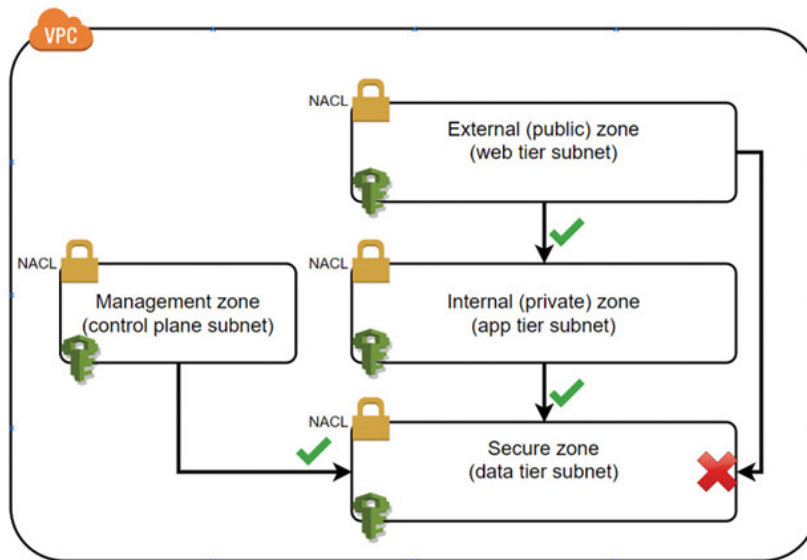 VPC
NACL
External (public) zone
(web tier subnet)
NACL
Management zone
(control plane subnet)
NACL
Internal (private) zone
(app tier subnet)
NACL
Secure zone
(data tier subnet)